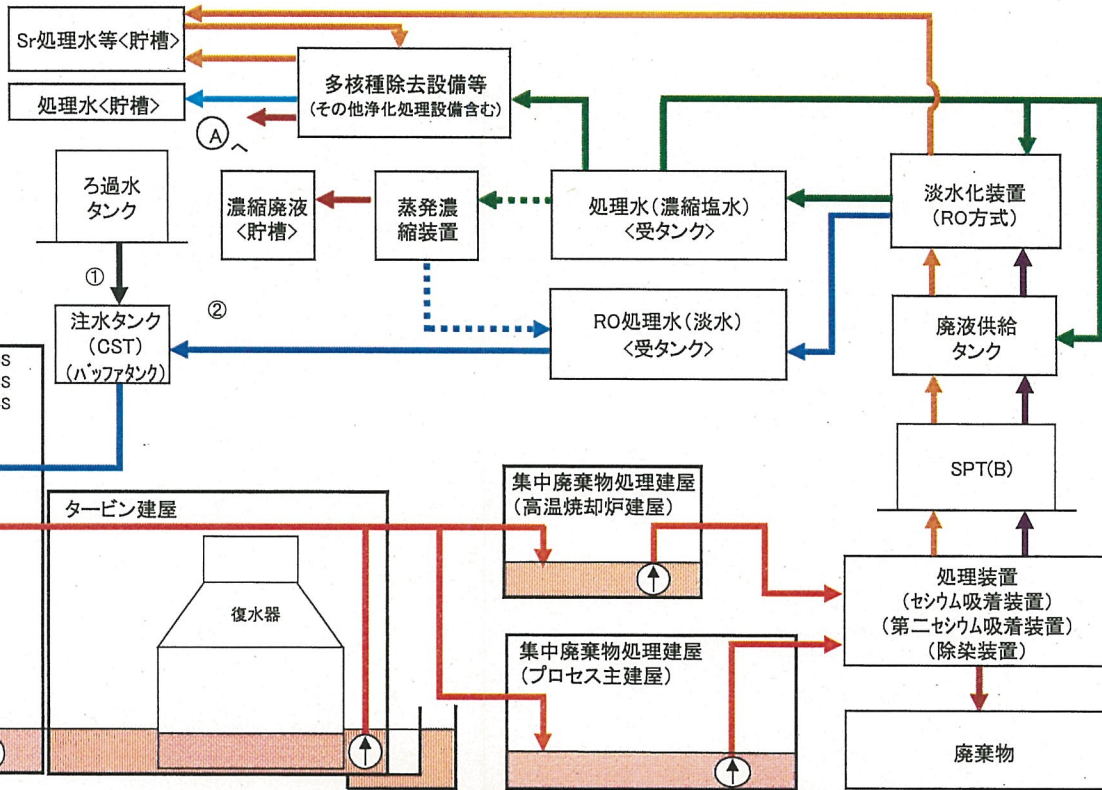 Sr処理水等<貯槽>
処理水<貯槽>
多核種除去設備等
(その他浄化処理設備含む)
A
へ
ろ過水
タンク
濃縮廃液
<貯槽>
蒸発濃
縮装置
処理水(濃縮塩水)
<受タンク>
淡水化装置
(RO方式)
①
②
注水タンク
(CST)
(バッファタンク)
RO処理水(淡水)
<受タンク>
廃液供給
タンク
S
S
S
SPT(B)
タービン建屋
復水器
集中廃棄物処理建屋
(高温焼却炉建屋)
集中廃棄物処理建屋
(プロセス主建屋)
処理装置
(セシウム吸着装置)
(第二セシウム吸着装置)
(除染装置)
廃棄物